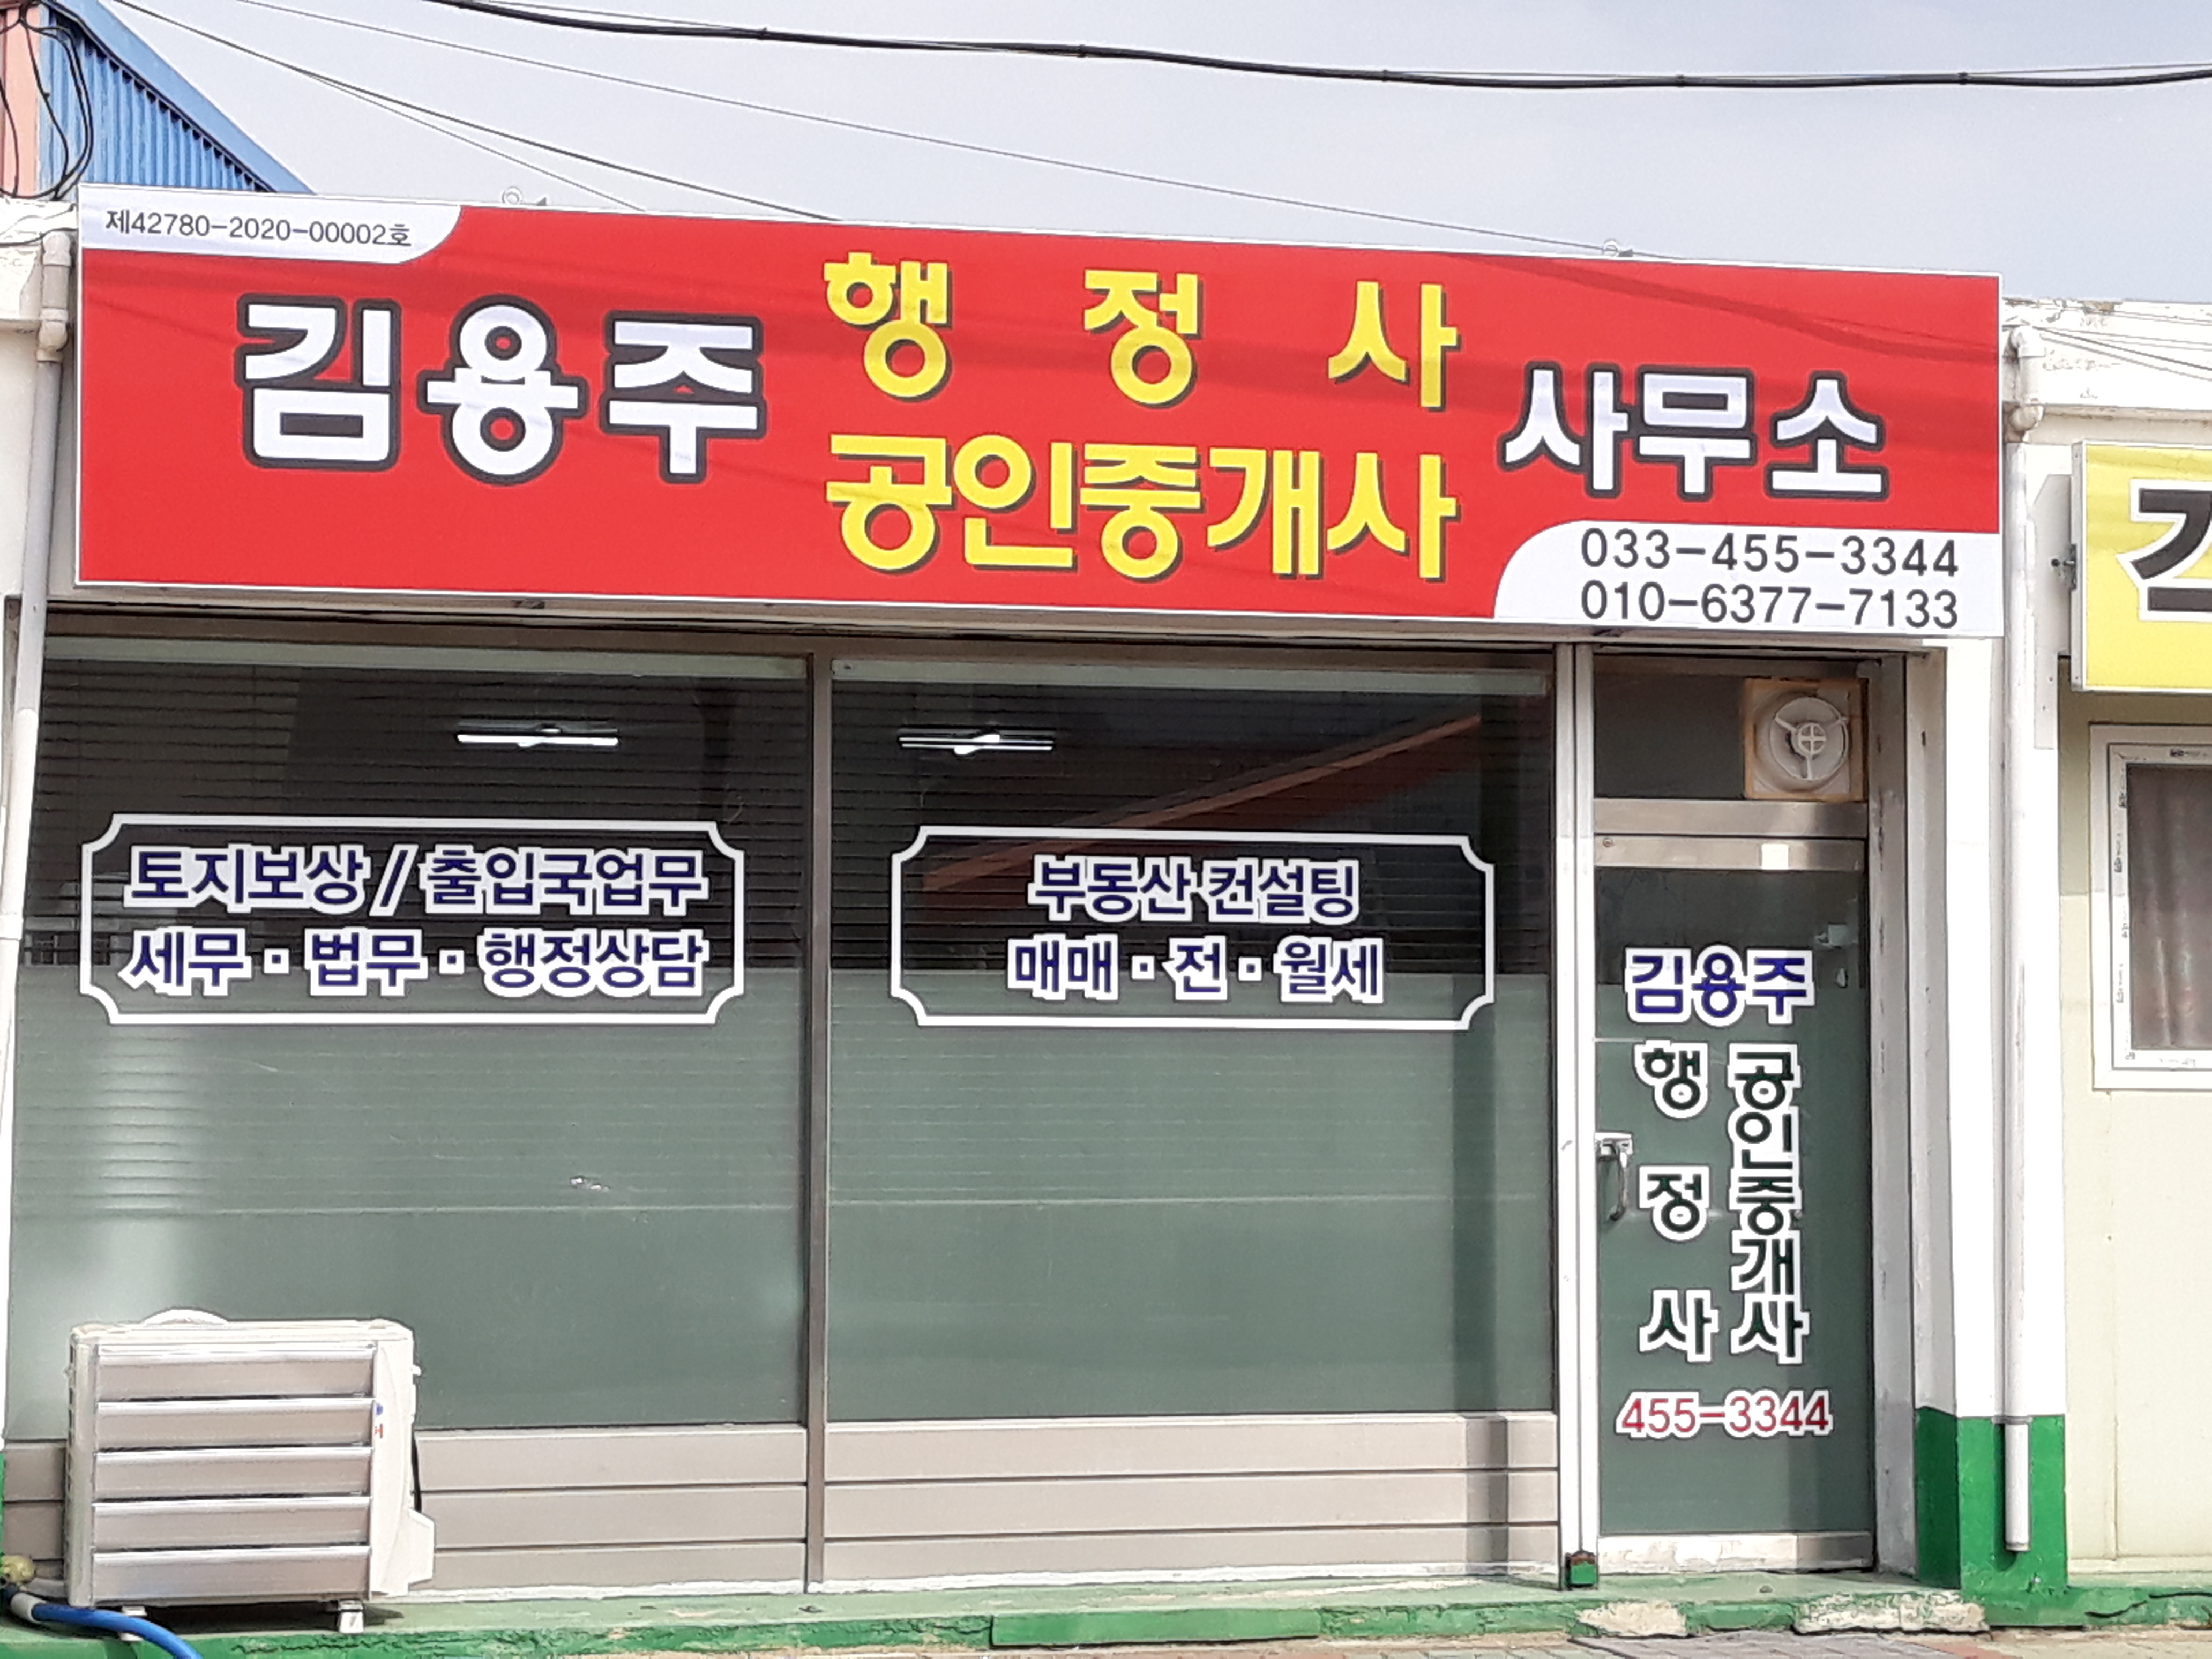 제42780-2020-00002호
김용주 행정사 사무소
공인중개사
033-455-3344
010-6377-7133
토지보상/출입국업무
세무·법무·행정상담
부동산 컨설팅
매매·전·월세
김용주
행정사
공인중개사
455-3344